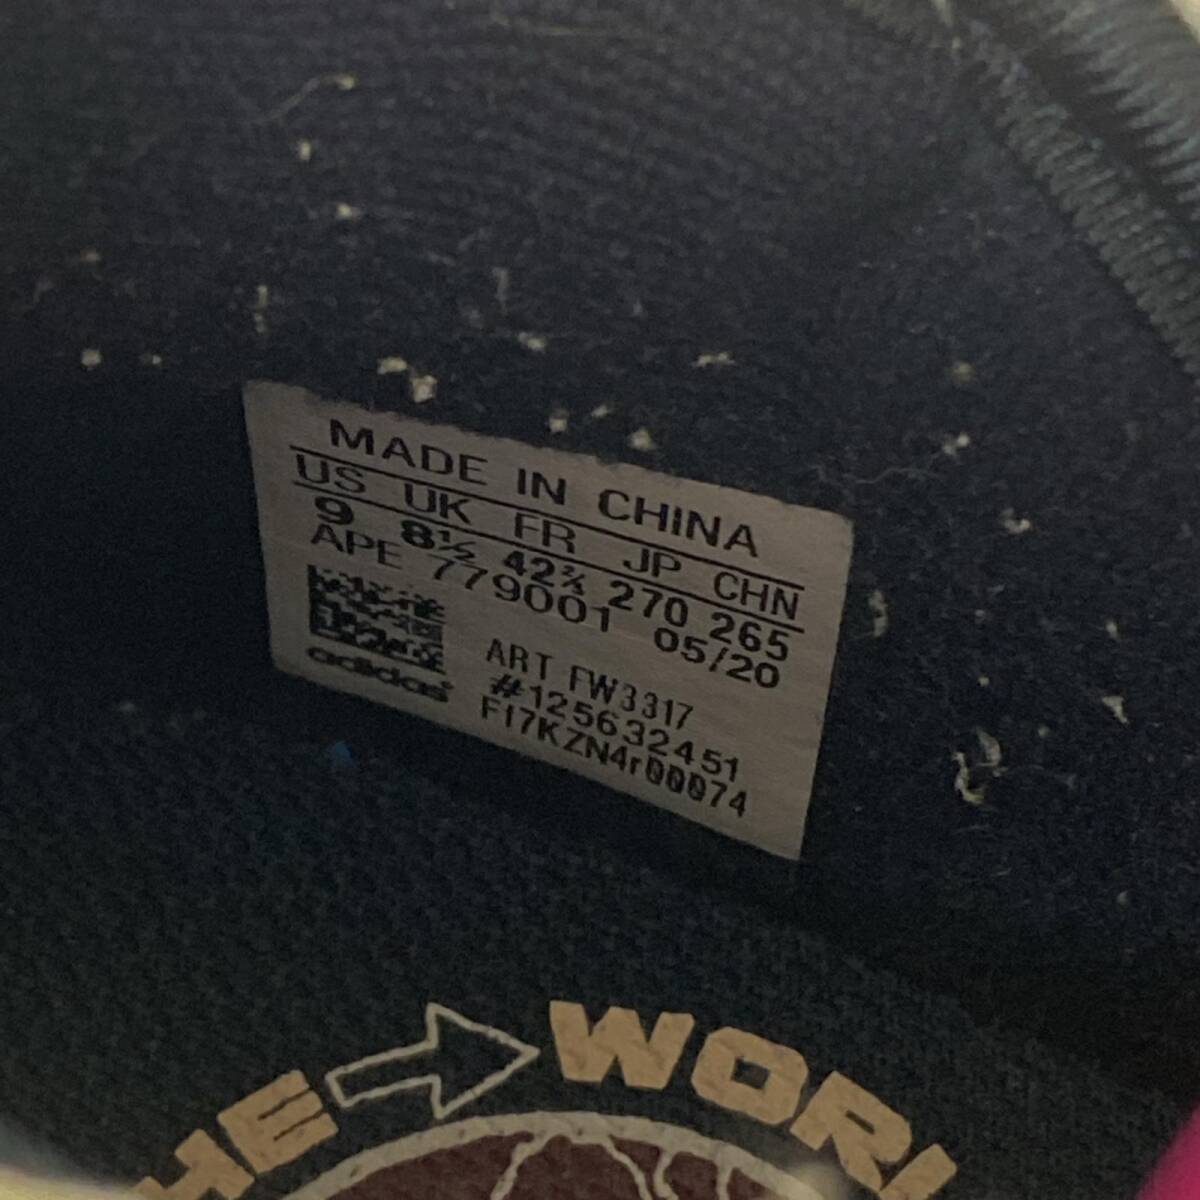 MADE IN CHINA
US UK FR JP CHN
9 8½ 42⅔ 270 265
APE 779001 05/20
ART FW3317
#125632451
F17KZN4r00074
adidas
HE → WORL